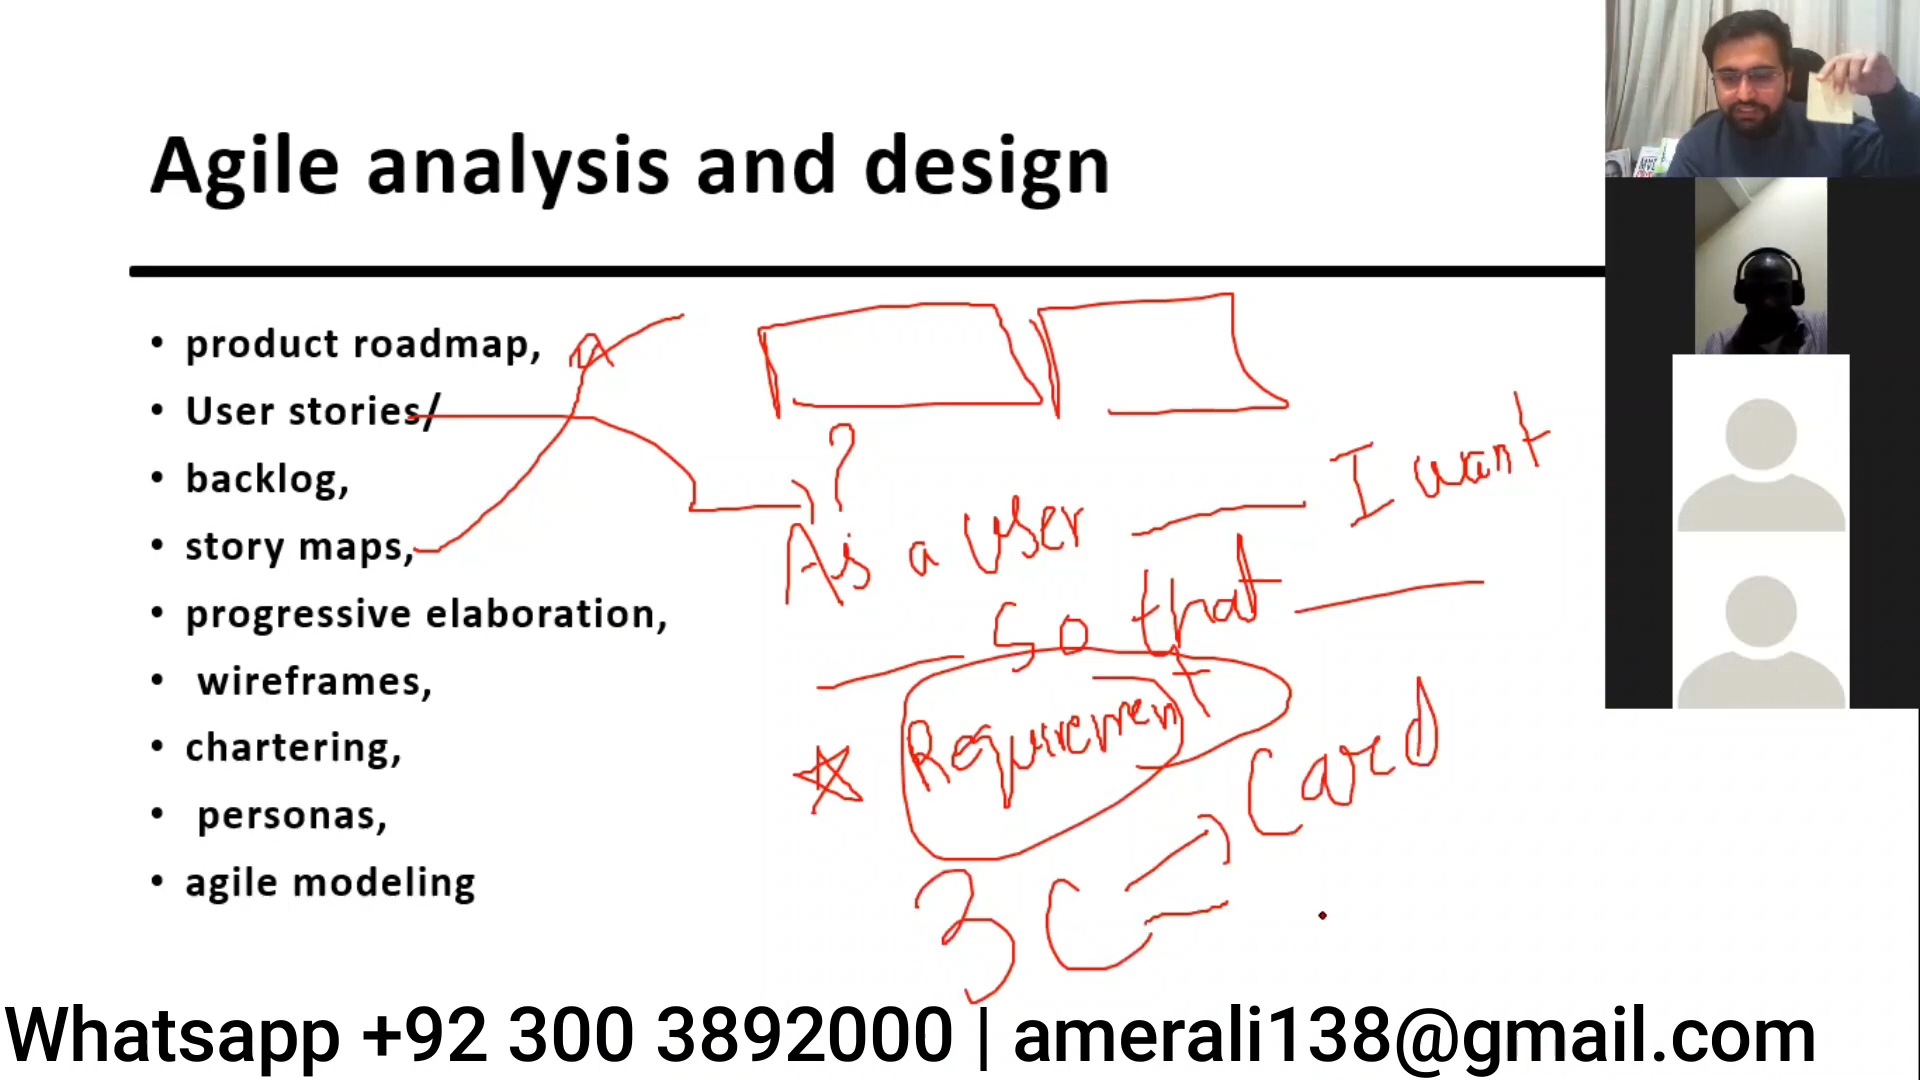 Agile analysis and design
• product roadmap,
• User stories/
• backlog,
• story maps,
• progressive elaboration,
• wireframes,
• chartering,
• personas,
• agile modeling
?
As a User I want
So that
Requirement
3 C
Card
Whatsapp +92 300 3892000 | amerali138@gmail.com